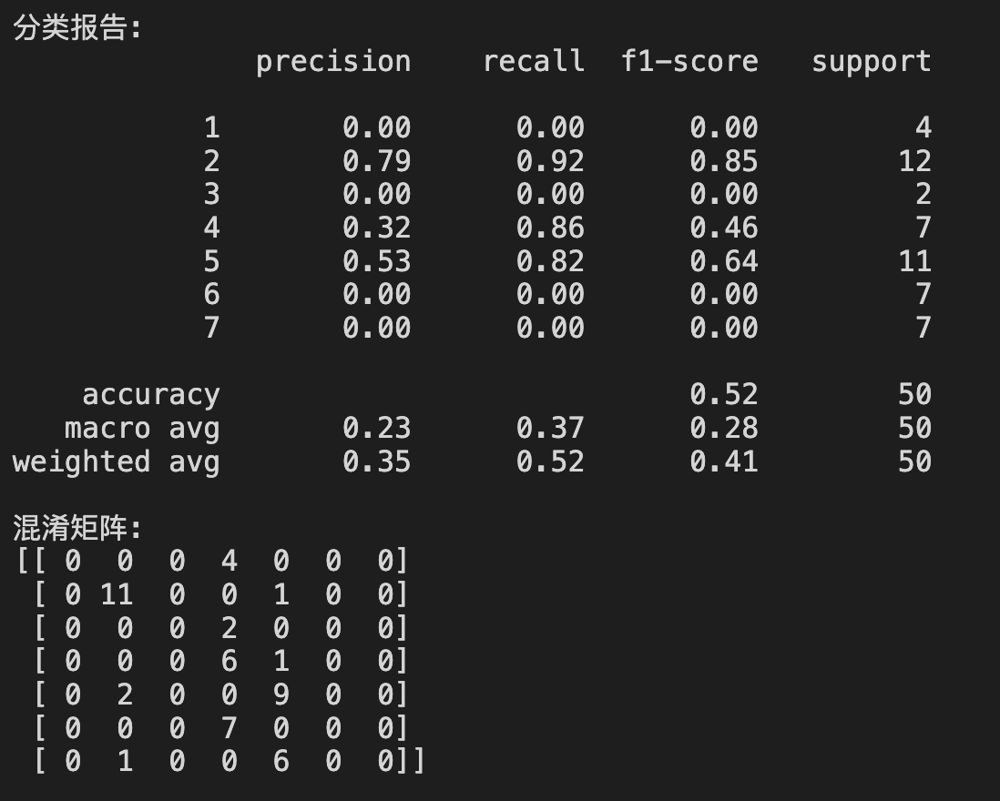 分类报告:
              precision    recall  f1-score   support

           1       0.00      0.00      0.00         4
           2       0.79      0.92      0.85        12
           3       0.00      0.00      0.00         2
           4       0.32      0.86      0.46         7
           5       0.53      0.82      0.64        11
           6       0.00      0.00      0.00         7
           7       0.00      0.00      0.00         7

    accuracy                           0.52        50
   macro avg       0.23      0.37      0.28        50
weighted avg       0.35      0.52      0.41        50

混淆矩阵:
[[ 0  0  0  4  0  0  0]
 [ 0 11  0  0  1  0  0]
 [ 0  0  0  2  0  0  0]
 [ 0  0  0  6  1  0  0]
 [ 0  2  0  0  9  0  0]
 [ 0  0  0  7  0  0  0]
 [ 0  1  0  0  6  0  0]]